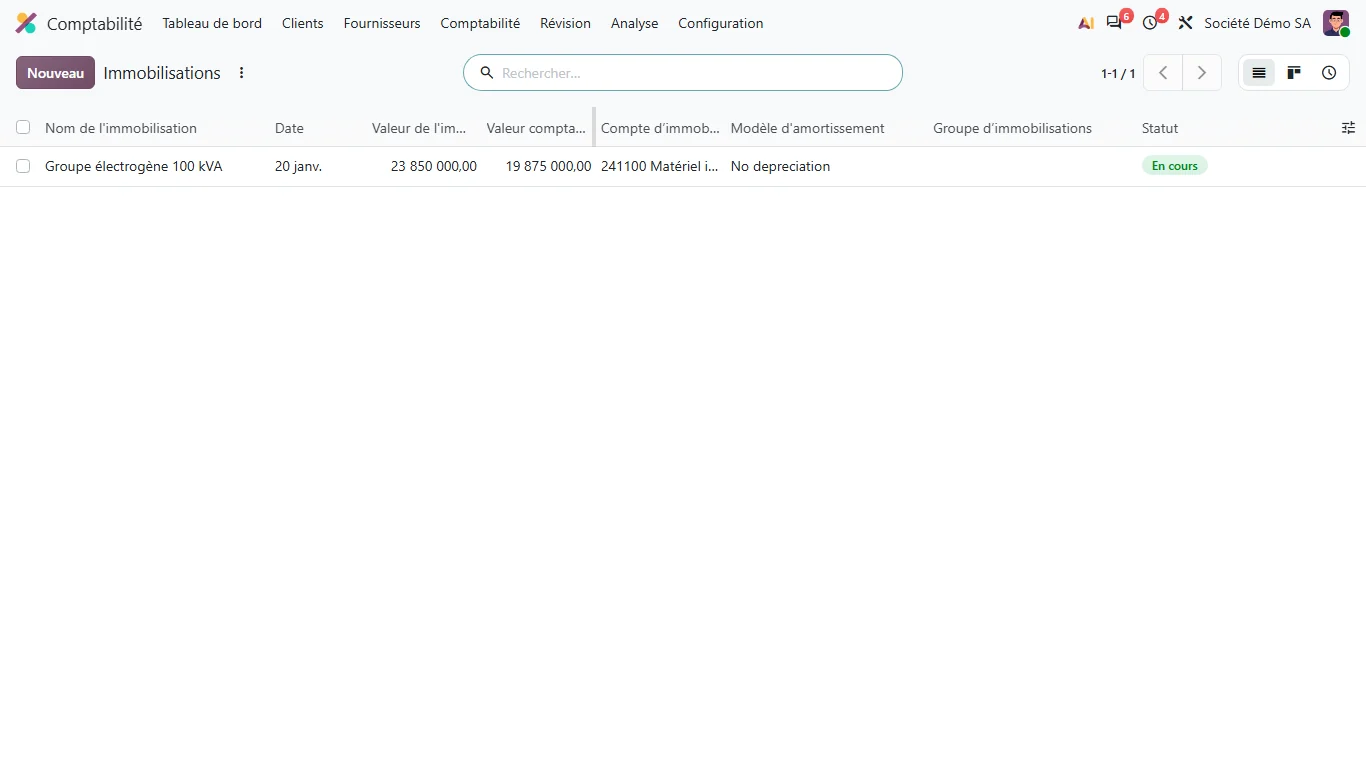 Comptabilité Tableau de bord Clients Fournisseurs Comptabilité Révision Analyse Configuration AI 6 4 Société Démo SA
Nouveau Immobilisations Rechercher... 1-1 / 1
Nom de l'immobilisation Date Valeur de l'im... Valeur compta... Compte d’immob... Modèle d'amortissement Groupe d’immobilisations Statut
Groupe électrogène 100 kVA 20 janv. 23 850 000,00 19 875 000,00 241100 Matériel i... No depreciation En cours